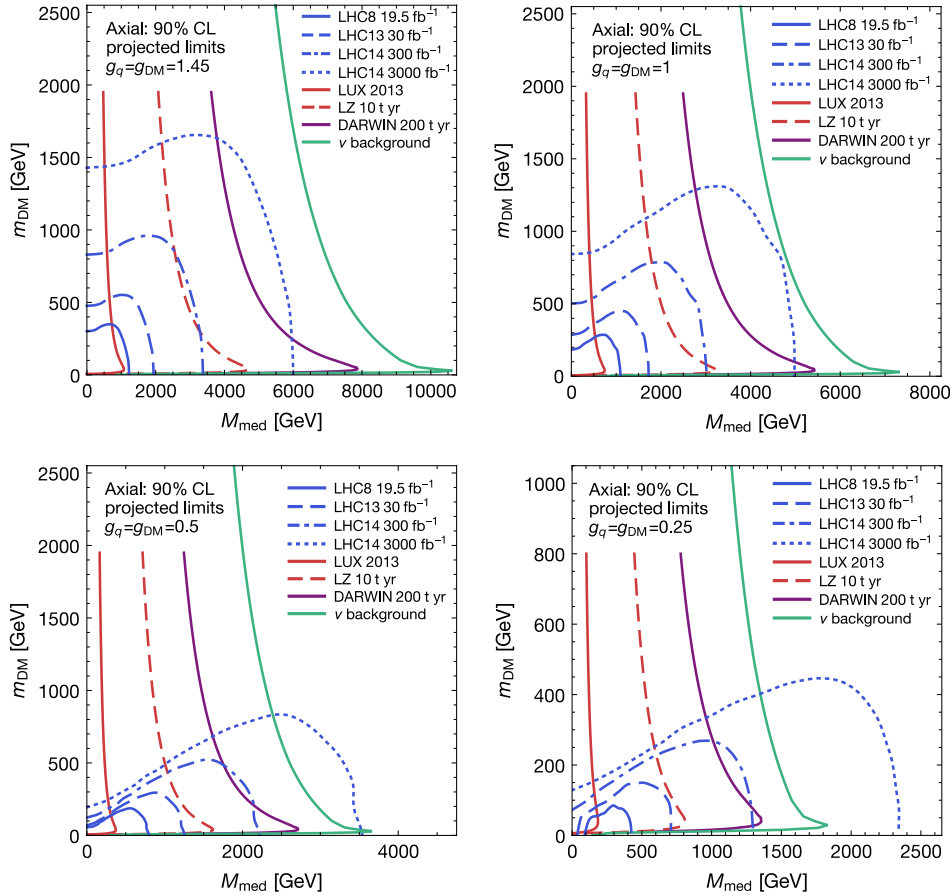 2500
2000
1500
1000
500
0
m_DM [GeV]
Axial: 90% CL
projected limits
g_q=g_DM=1.45
LHC8 19.5 fb⁻¹
LHC13 30 fb⁻¹
LHC14 300 fb⁻¹
LHC14 3000 fb⁻¹
LUX 2013
LZ 10 t yr
DARWIN 200 t yr
ν background
0 2000 4000 6000 8000 10000
M_med [GeV]
2500
2000
1500
1000
500
0
m_DM [GeV]
Axial: 90% CL
projected limits
g_q=g_DM=1
LHC8 19.5 fb⁻¹
LHC13 30 fb⁻¹
LHC14 300 fb⁻¹
LHC14 3000 fb⁻¹
LUX 2013
LZ 10 t yr
DARWIN 200 t yr
ν background
0 2000 4000 6000 8000
M_med [GeV]
2500
2000
1500
1000
500
0
m_DM [GeV]
Axial: 90% CL
projected limits
g_q=g_DM=0.5
LHC8 19.5 fb⁻¹
LHC13 30 fb⁻¹
LHC14 300 fb⁻¹
LHC14 3000 fb⁻¹
LUX 2013
LZ 10 t yr
DARWIN 200 t yr
ν background
0 2000 4000
M_med [GeV]
1000
800
600
400
200
0
m_DM [GeV]
Axial: 90% CL
projected limits
g_q=g_DM=0.25
LHC8 19.5 fb⁻¹
LHC13 30 fb⁻¹
LHC14 300 fb⁻¹
LHC14 3000 fb⁻¹
LUX 2013
LZ 10 t yr
DARWIN 200 t yr
ν background
0 500 1000 1500 2000 2500
M_med [GeV]